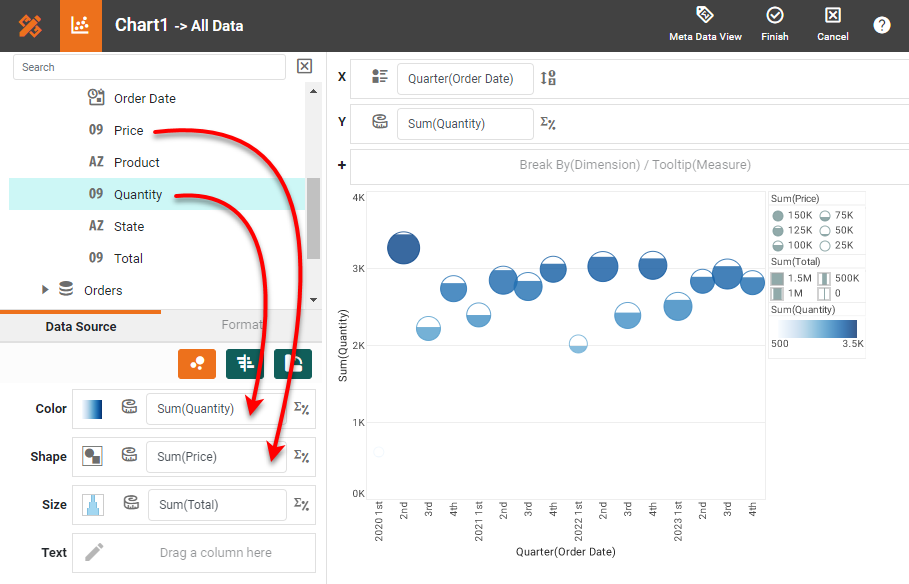 Chart1 -> All Data
Meta Data View
Finish
Cancel
?
Search
Order Date
09 Price
AZ Product
09 Quantity
AZ State
09 Total
Orders
Data Source
Format
Color
Sum(Quantity)
Shape
Sum(Price)
Size
Sum(Total)
Text
Drag a column here
X
Quarter(Order Date)
Y
Sum(Quantity)
+
Break By(Dimension) / Tooltip(Measure)
4K
3K
2K
1K
0K
Sum(Quantity)
2020 1st
2nd
3rd
4th
2021 1st
2nd
3rd
4th
2022 1st
2nd
3rd
4th
2023 1st
2nd
3rd
4th
Quarter(Order Date)
Sum(Price)
150K 75K
125K 50K
100K 25K
Sum(Total)
1.5M 500K
1M 0
Sum(Quantity)
500 3.5K